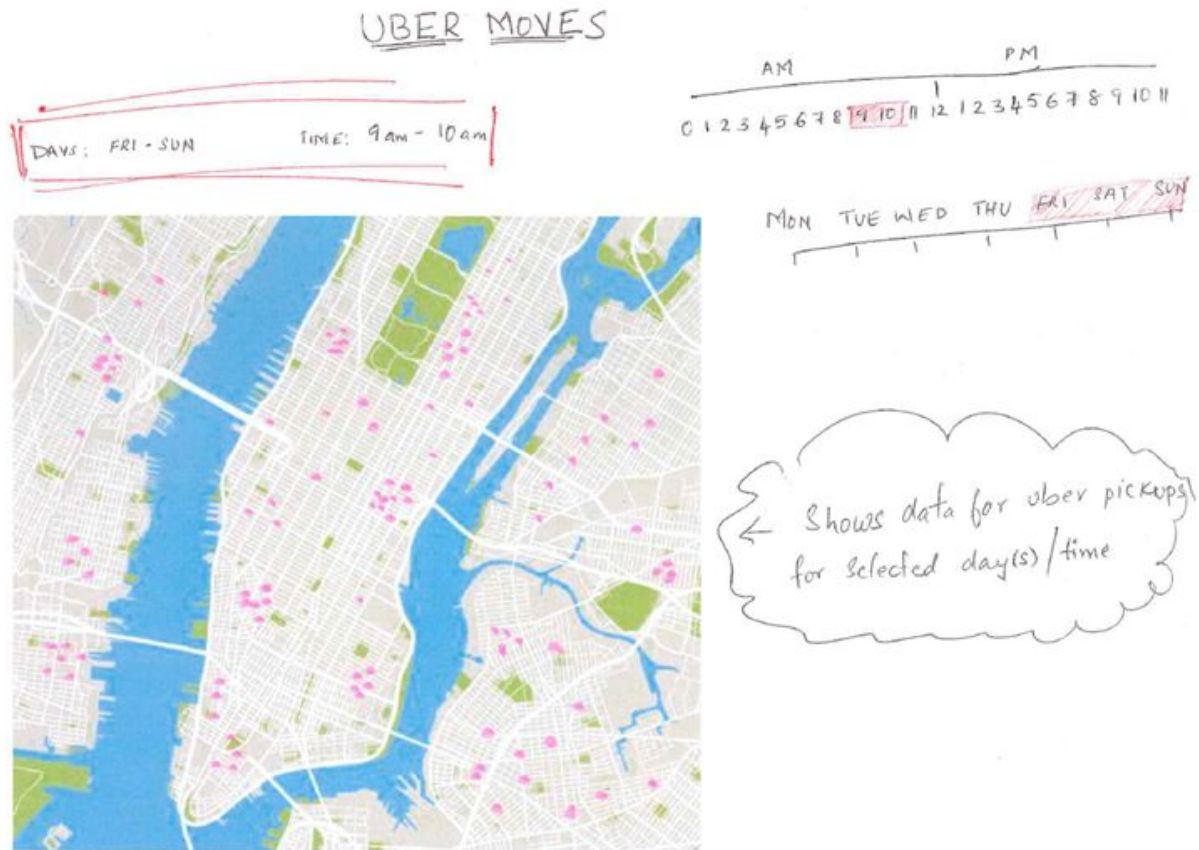 UBER MOVES
DAYS: FRI - SUN TIME: 9am - 10am
AM PM
0 1 2 3 4 5 6 7 8 9 10 11 12 1 2 3 4 5 6 7 8 9 10 11
MON TUE WED THU FRI SAT SUN
← Shows data for uber pickups
for selected day(s)/time